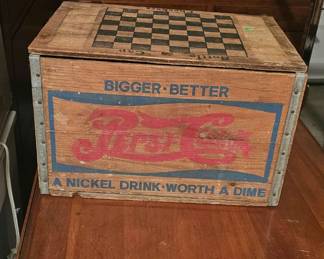 BIGGER·BETTER
Pepsi-Cola
A NICKEL DRINK·WORTH A DIME